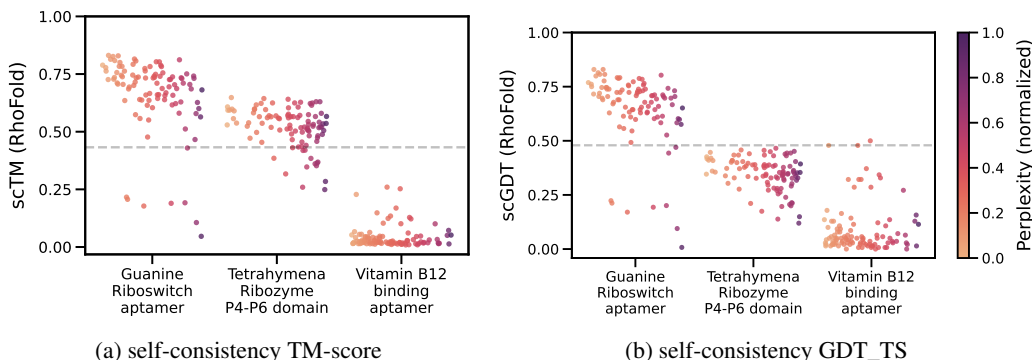 1.00
0.75
0.50
0.25
0.00
scTM (RhoFold)
Guanine
Riboswitch
aptamer
Tetrahymena
Ribozyme
P4-P6 domain
Vitamin B12
binding
aptamer
(a) self-consistency TM-score
1.00
0.75
0.50
0.25
0.00
scGDT (RhoFold)
Guanine
Riboswitch
aptamer
Tetrahymena
Ribozyme
P4-P6 domain
Vitamin B12
binding
aptamer
(b) self-consistency GDT_TS
1.0
0.8
0.6
0.4
0.2
0.0
Perplexity (normalized)